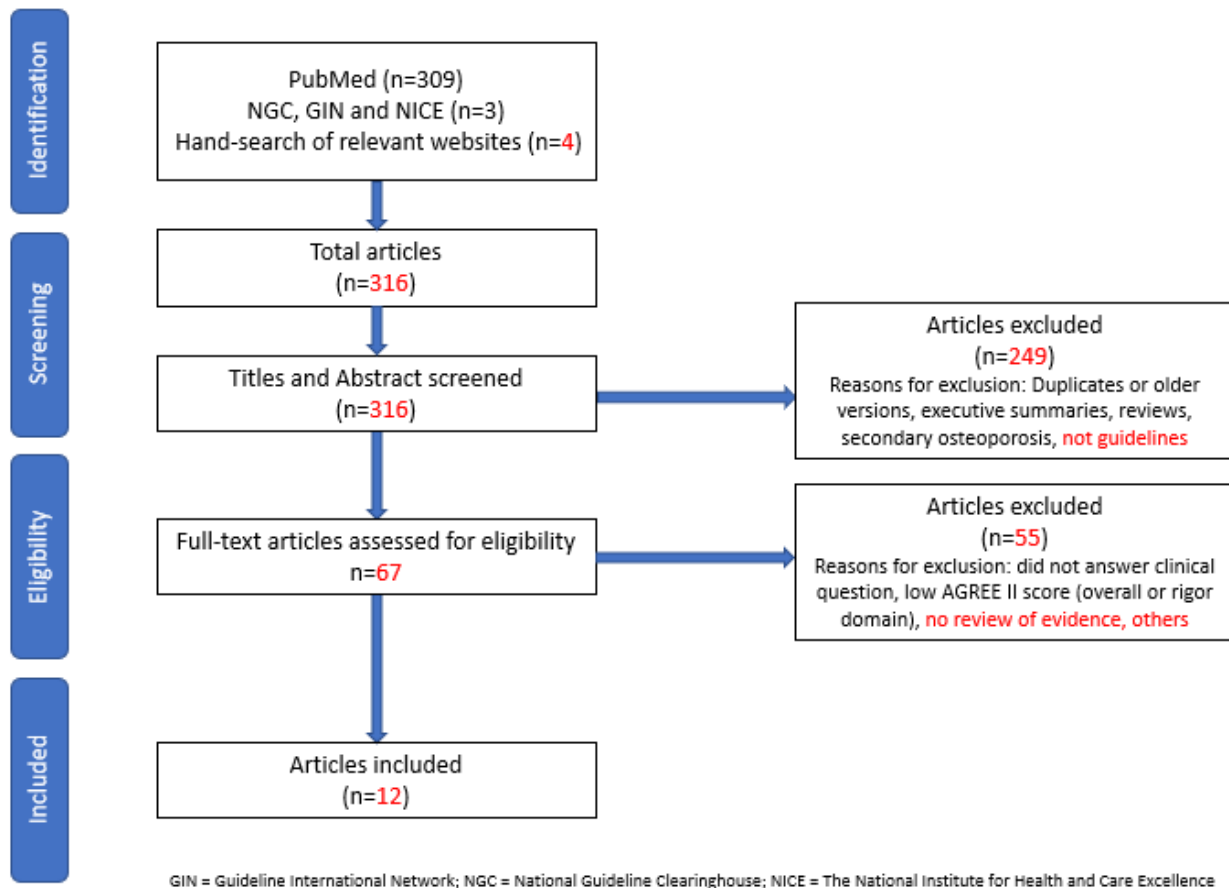 Identification
PubMed (n=309)
NGC, GIN and NICE (n=3)
Hand-search of relevant websites (n=4)
Screening
Total articles
(n=316)
Titles and Abstract screened
(n=316)
Articles excluded
(n=249)
Reasons for exclusion: Duplicates or older
versions, executive summaries, reviews,
secondary osteoporosis, not guidelines
Eligibility
Full-text articles assessed for eligibility
n=67
Articles excluded
(n=55)
Reasons for exclusion: did not answer clinical
question, low AGREE II score (overall or rigor
domain), no review of evidence, others
Included
Articles included
(n=12)
GIN = Guideline International Network; NGC = National Guideline Clearinghouse; NICE = The National Institute for Health and Care Excellence